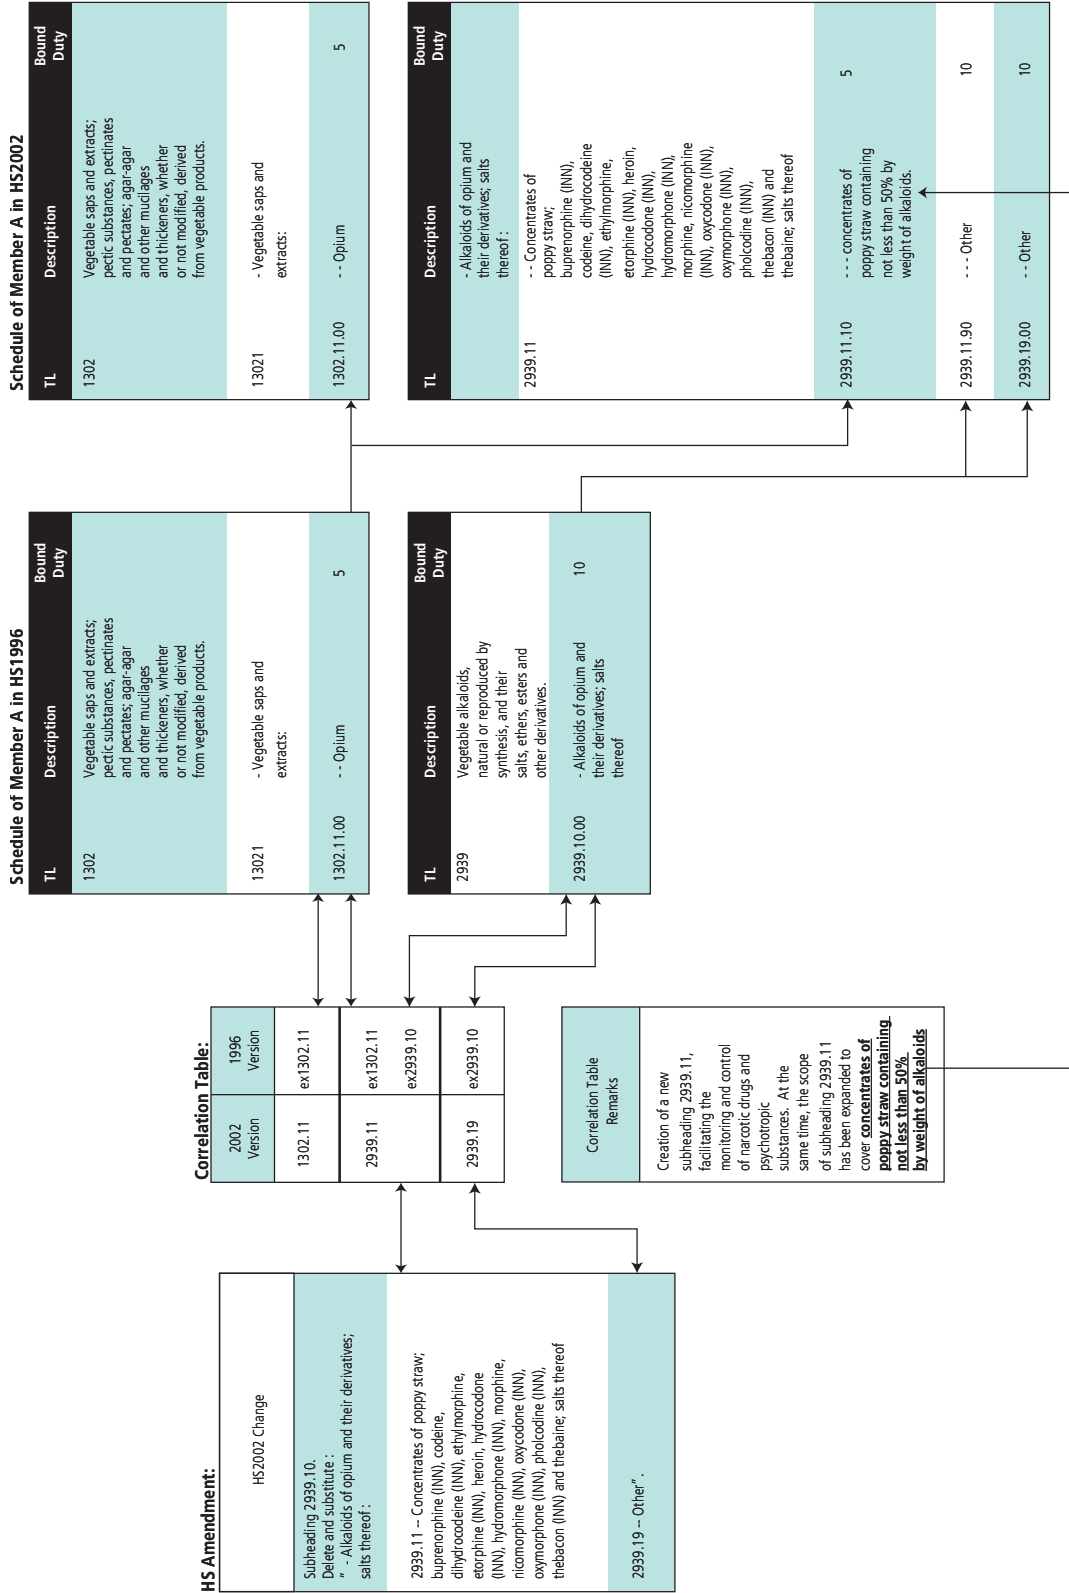 HS Amendment:
HS2002 Change
Subheading 2939.10.
Delete and substitute :
" - Alkaloids of opium and their derivatives;
salts thereof :
2939.11 -- Concentrates of poppy straw;
buprenorphine (INN), codeine,
dihydrocodeine (INN), ethylmorphine,
etorphine (INN), heroin, hydrocodone
(INN), hydromorphone (INN), morphine,
nicomorphine (INN), oxycodone (INN),
oxymorphone (INN), pholcodine (INN),
thebacon (INN) and thebaine; salts thereof
2939.19 -- Other".
Correlation Table:
2002
Version
1996
Version
1302.11 ex1302.11
2939.11 ex1302.11
ex2939.10
2939.19 ex2939.10
Correlation Table
Remarks
Creation of a new
subheading 2939.11,
facilitating the
monitoring and control
of narcotic drugs and
psychotropic
substances. At the
same time, the scope
of subheading 2939.11
has been expanded to
cover concentrates of
poppy straw containing
not less than 50%
by weight of alkaloids
Schedule of Member A in HS1996
TL Description Bound
Duty
1302 Vegetable saps and extracts;
pectic substances, pectinates
and pectates; agar-agar
and other mucilages
and thickeners, whether
or not modified, derived
from vegetable products.
13021 - Vegetable saps and
extracts:
1302.11.00 - - Opium 5
TL Description Bound
Duty
2939 Vegetable alkaloids,
natural or reproduced by
synthesis, and their
salts, ethers, esters and
other derivatives.
2939.10.00 - Alkaloids of opium and 10
their derivatives; salts
thereof
Schedule of Member A in HS2002
TL Description Bound
Duty
1302 Vegetable saps and extracts;
pectic substances, pectinates
and pectates; agar-agar
and other mucilages
and thickeners, whether
or not modified, derived
from vegetable products.
13021 - Vegetable saps and
extracts:
1302.11.00 - - Opium 5
TL Description Bound
Duty
- Alkaloids of opium and
their derivatives; salts
thereof :
2939.11 - - Concentrates of
poppy straw;
buprenorphine (INN),
codeine, dihydrocodeine
(INN), ethylmorphine,
etorphine (INN), heroin,
hydrocodone (INN),
hydromorphone (INN),
morphine, nicomorphine
(INN), oxycodone (INN),
oxymorphone (INN),
pholcodine (INN),
thebacon (INN) and
thebaine; salts thereof
2939.11.10 - - - concentrates of 5
poppy straw containing
not less than 50% by
weight of alkaloids.
2939.11.90 - - - Other 10
2939.19.00 - - Other 10